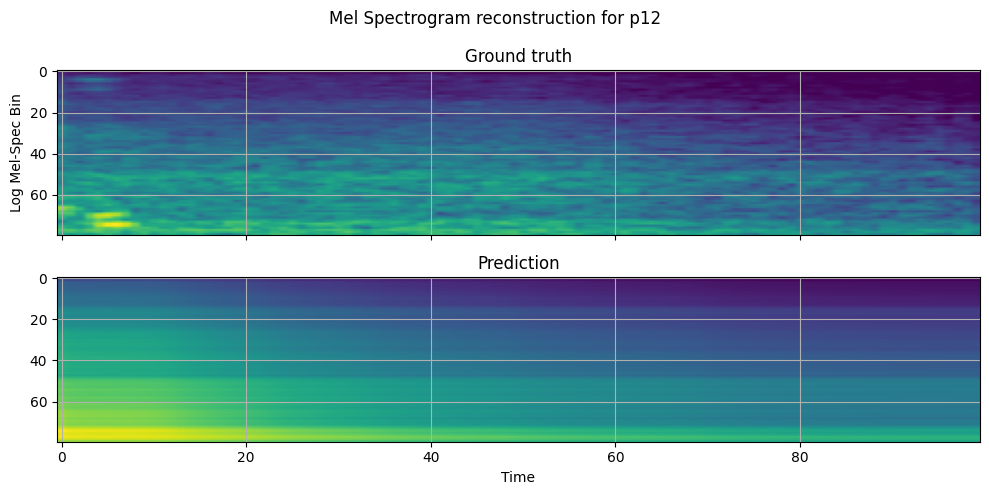 Mel Spectrogram reconstruction for p12
Ground truth
0
20
40
60
Log Mel-Spec Bin
Prediction
0
20
40
60
0 20 40 60 80
Time